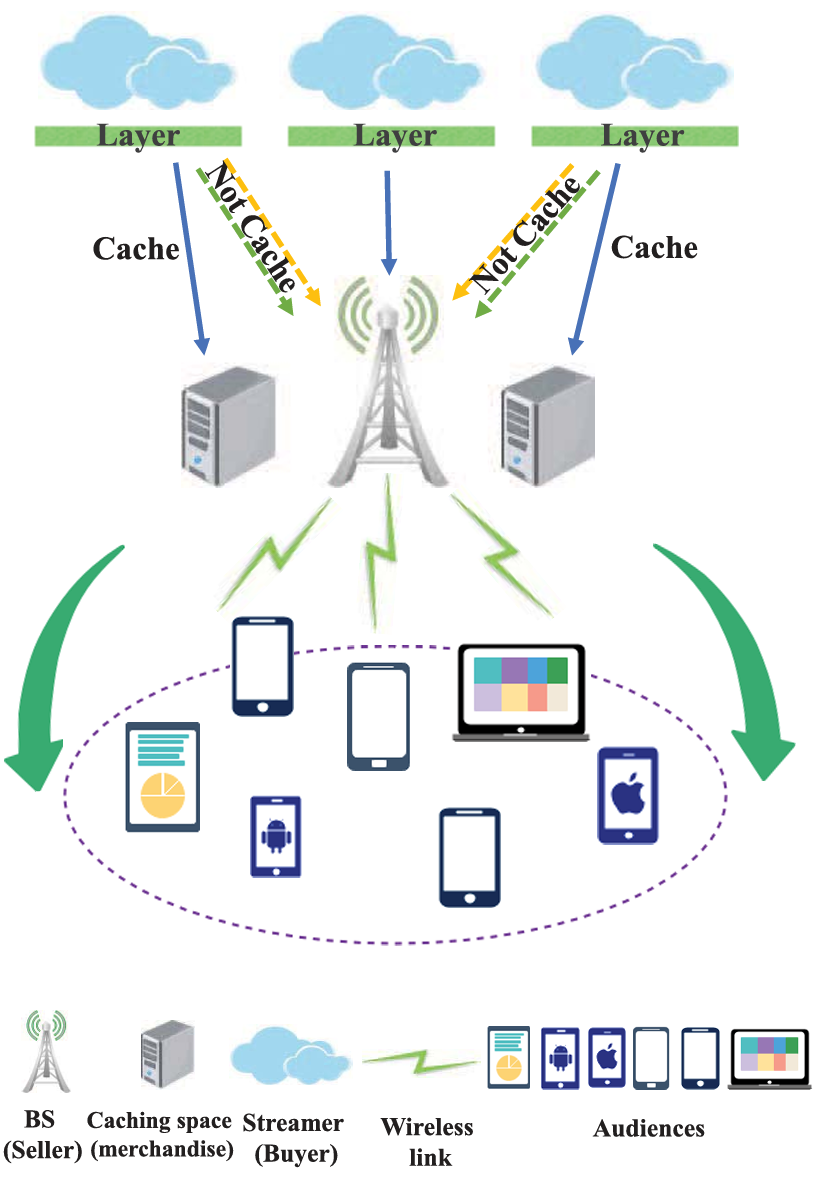 Layer
Layer
Layer
Not Cache
Not Cache
Cache
Cache
BS
(Seller)
Caching space
(merchandise)
Streamer
(Buyer)
Wireless
link
Audiences